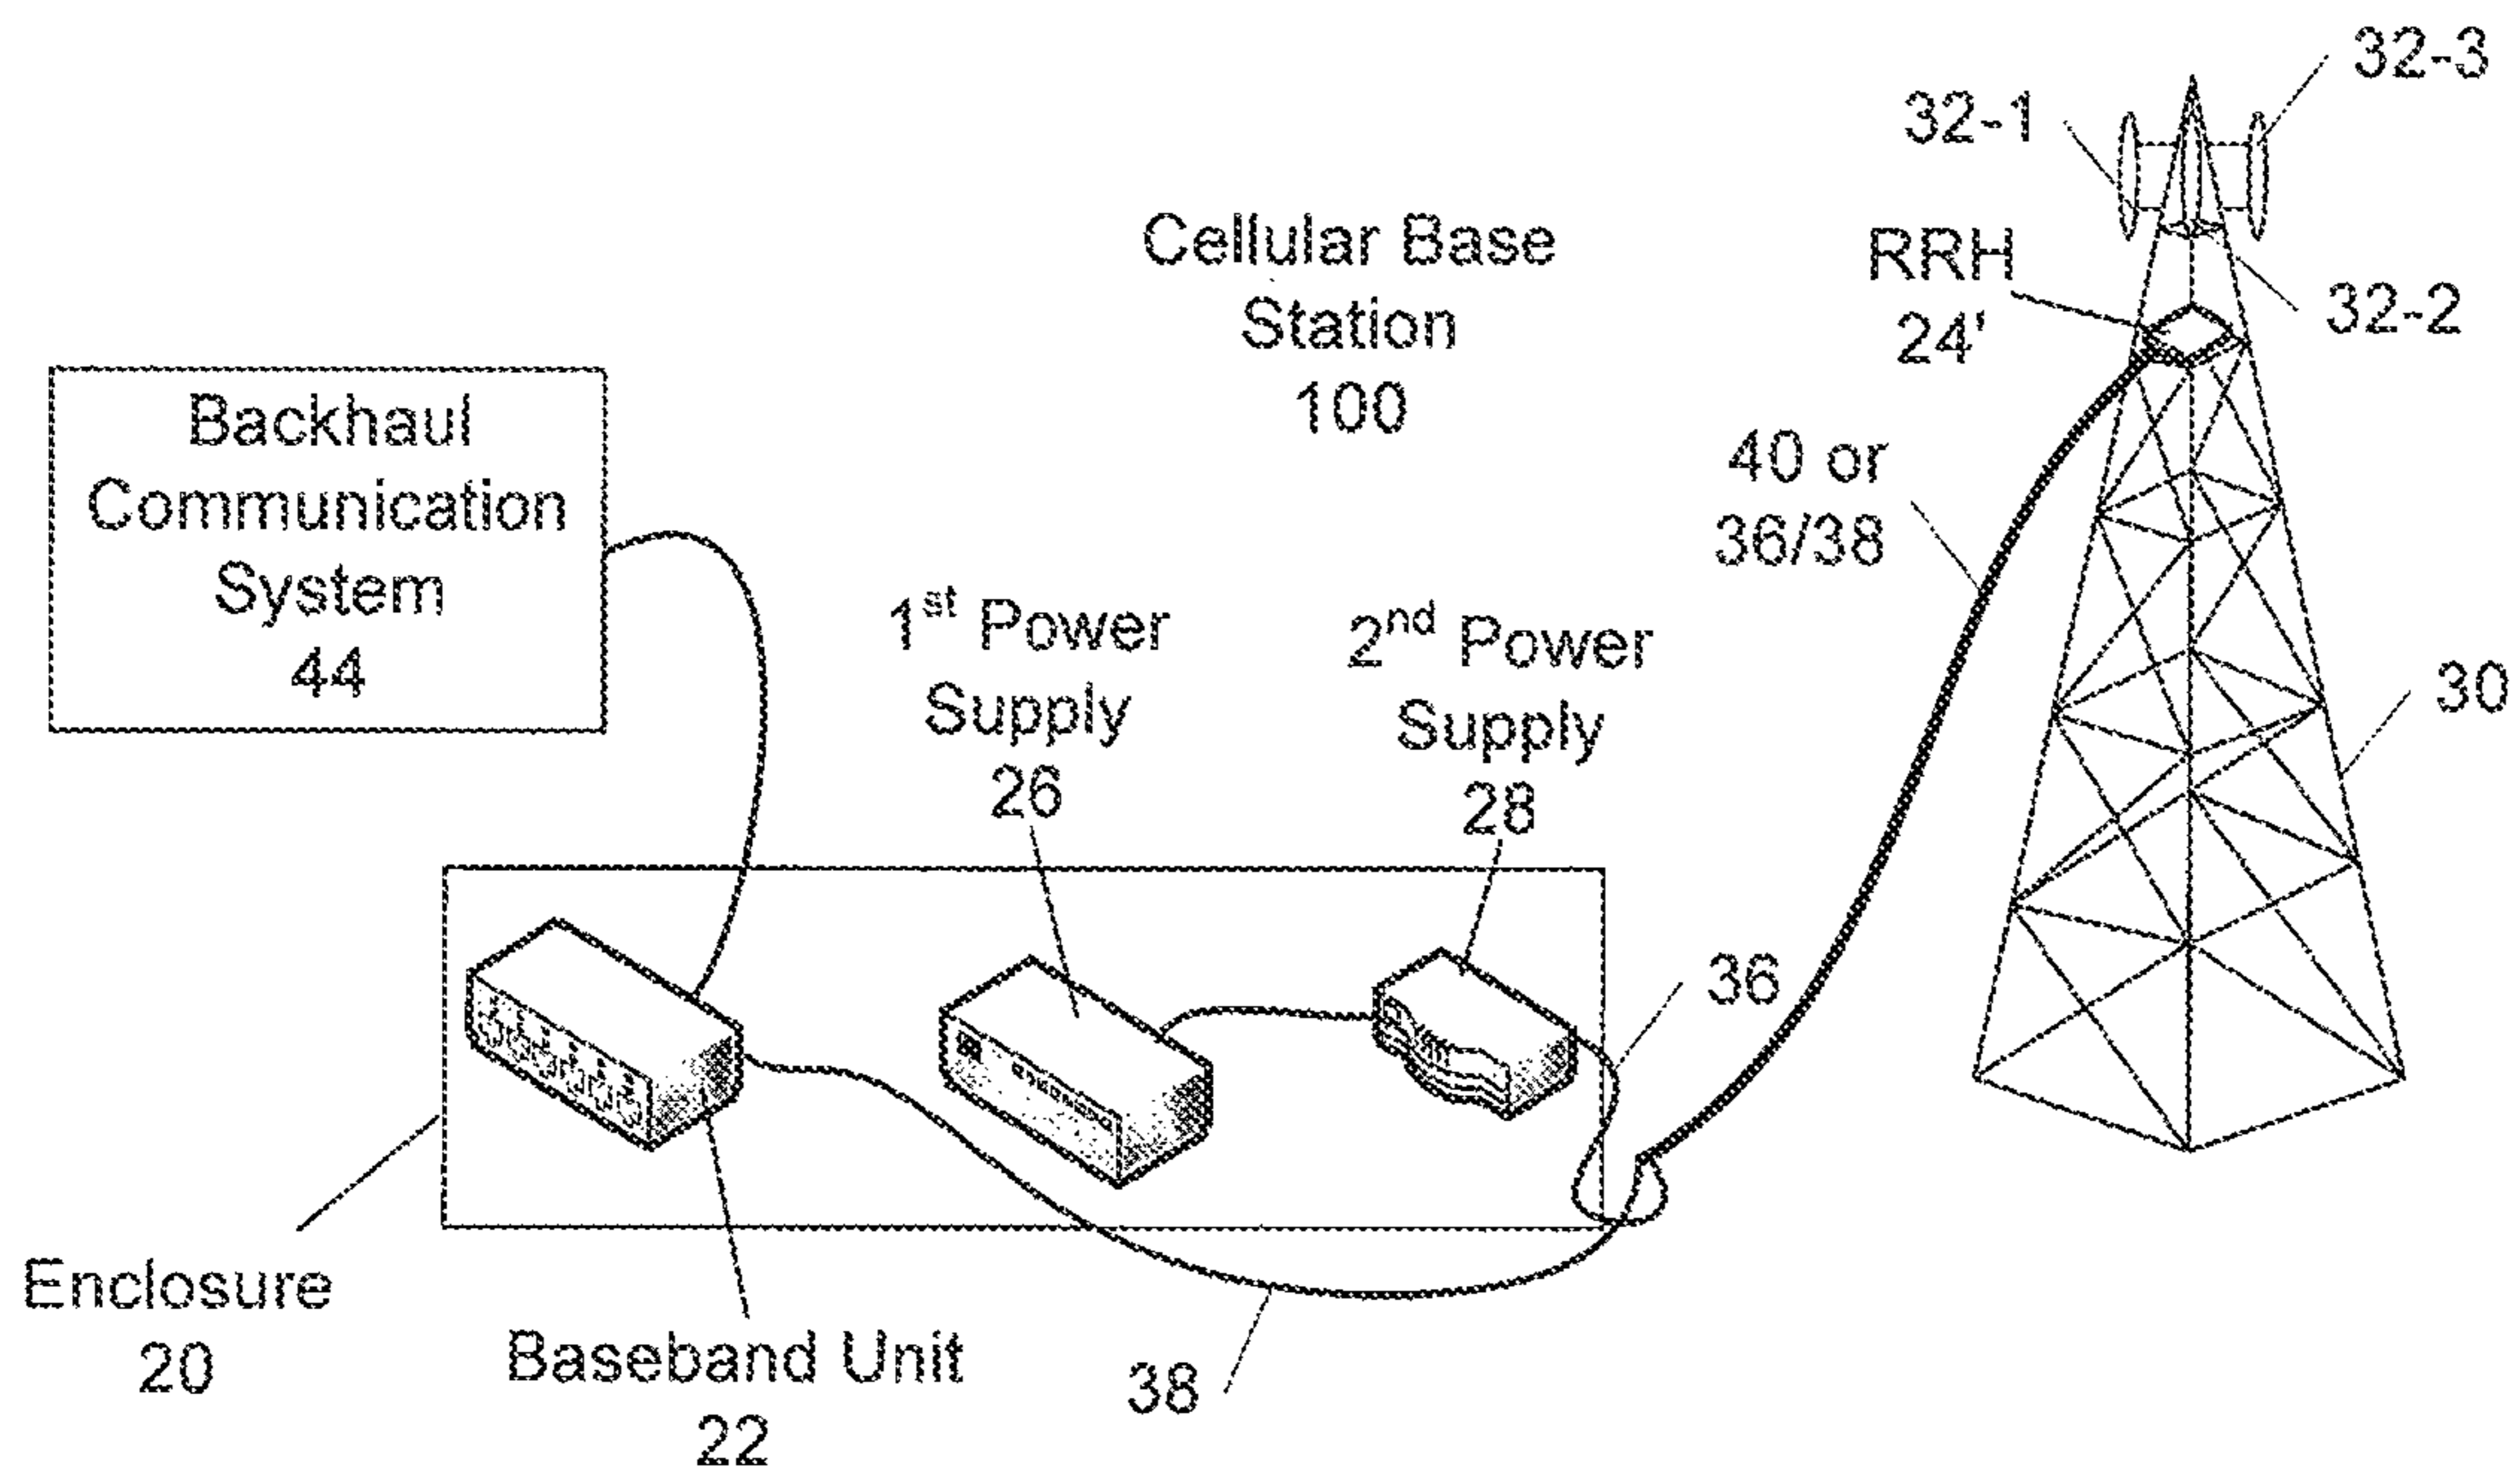 32-3
32-1
Cellular Base
Station
100
RRH
24'
32-2
Backhaul
Communication
System
44
40 or
36/38
1st Power
Supply
26
2nd Power
Supply
28
30
36
Enclosure
20
Baseband Unit
22
38